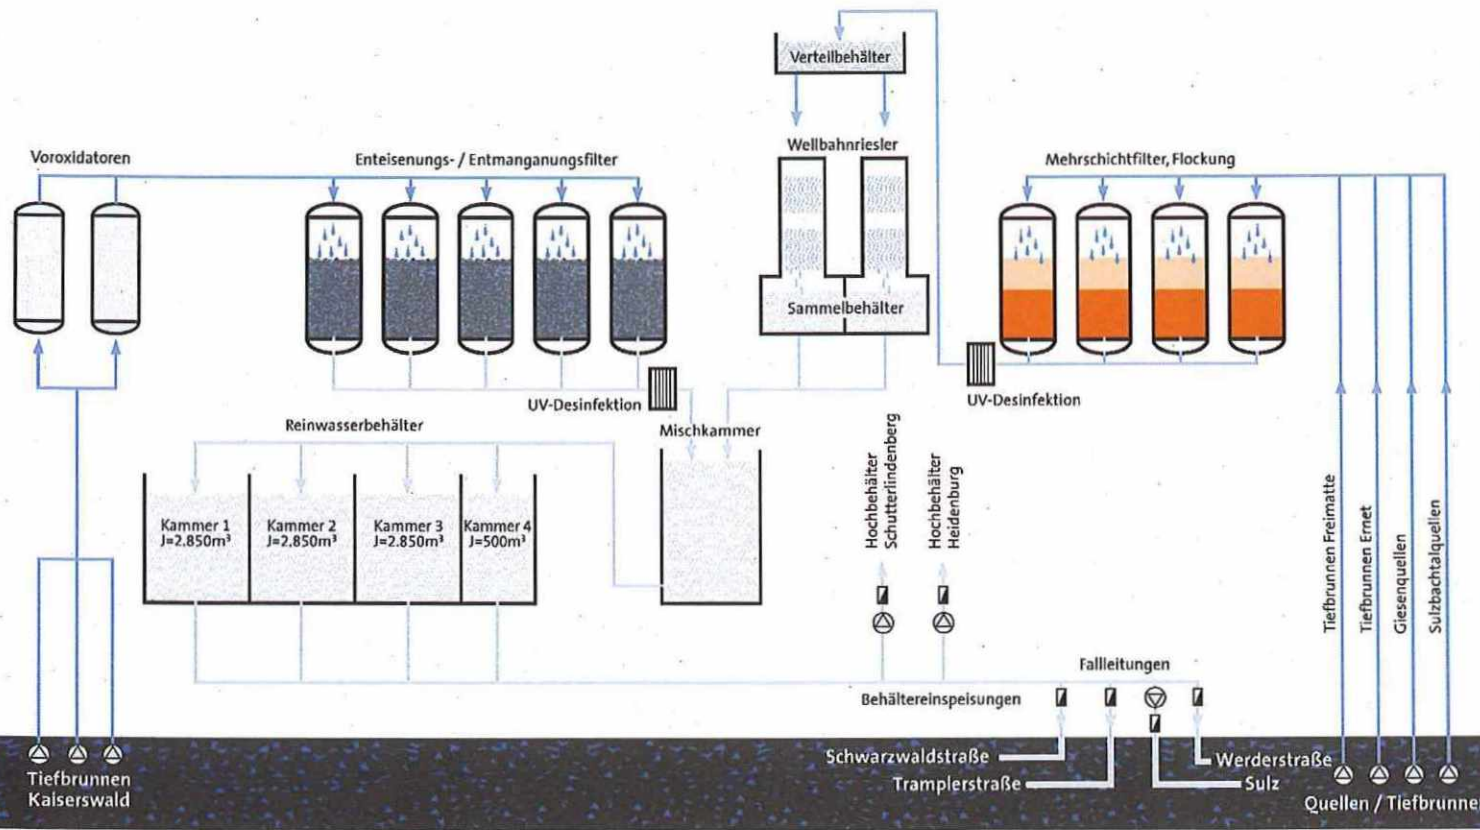 Verteilbehälter
Wellbahnriesler
Voroxidatoren
Enteisenungs- / Entmanganungsfilter
Mehrschichtfilter, Flockung
Sammelbehälter
UV-Desinfektion
UV-Desinfektion
Reinwasserbehälter
Mischkammer
Kammer 1
J=2.850m³
Kammer 2
J=2.850m³
Kammer 3
J=2.850m³
Kammer 4
J=500m³
Hochbehälter
Schutterlindenberg
Hochbehälter
Heidenburg
Tiefbrunnen Freimatte
Tiefbrunnen Ernet
Giesenquellen
Sulzbachtalquellen
Fallleitungen
Behältereinspeisungen
Schwarzwaldstraße
Tramplerstraße
Werderstraße
Sulz
Tiefbrunnen
Kaiserswald
Quellen / Tiefbrunne